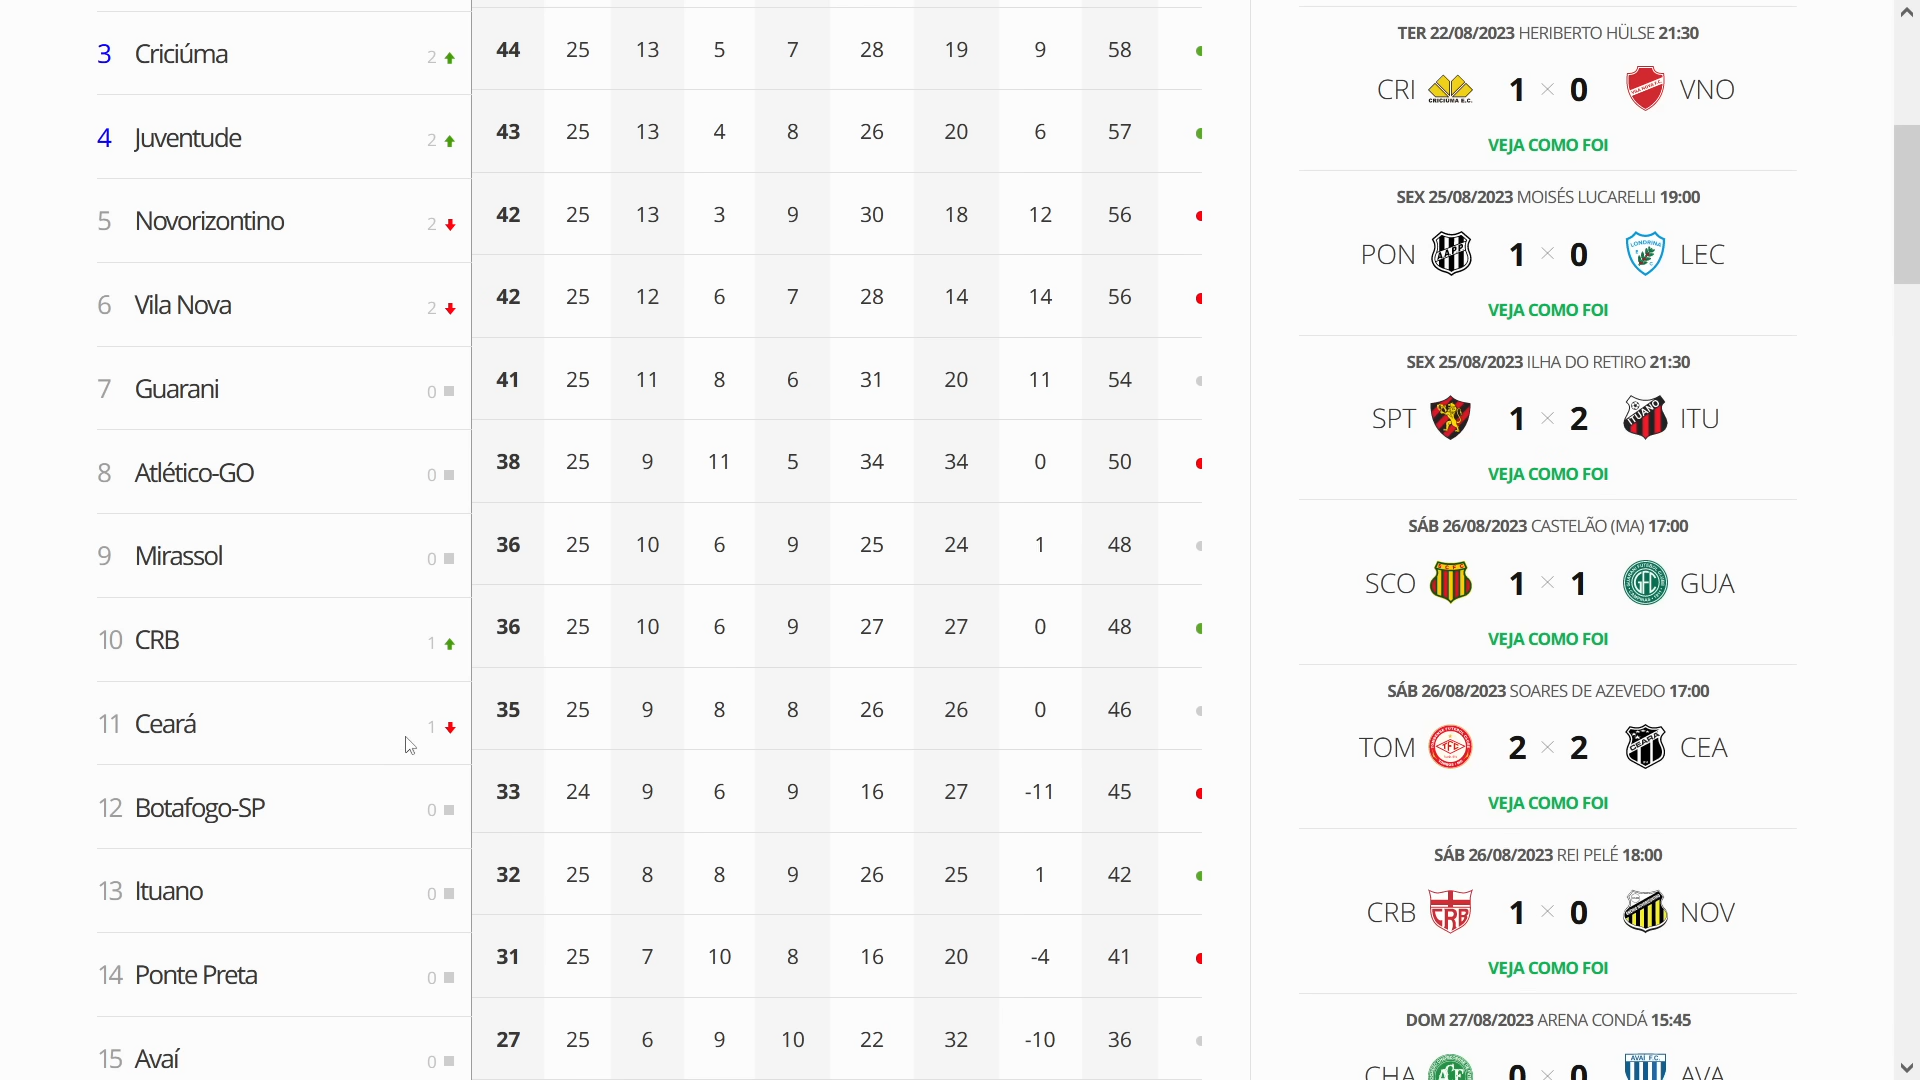 3 Criciúma 2 44 25 13 5 7 28 19 9 58
4 Juventude 2 43 25 13 4 8 26 20 6 57
5 Novorizontino 2 42 25 13 3 9 30 18 12 56
6 Vila Nova 2 42 25 12 6 7 28 14 14 56
7 Guarani 0 41 25 11 8 6 31 20 11 54
8 Atlético-GO 0 38 25 9 11 5 34 34 0 50
9 Mirassol 0 36 25 10 6 9 25 24 1 48
10 CRB 1 36 25 10 6 9 27 27 0 48
11 Ceará 1 35 25 9 8 8 26 26 0 46
12 Botafogo-SP 0 33 24 9 6 9 16 27 -11 45
13 Ituano 0 32 25 8 8 9 26 25 1 42
14 Ponte Preta 0 31 25 7 10 8 16 20 -4 41
15 Avaí 0 27 25 6 9 10 22 32 -10 36
TER 22/08/2023 HERIBERTO HÜLSE 21:30
CRI CRICIÚMA E.C. 1 × 0 VNO
VEJA COMO FOI
SEX 25/08/2023 MOISÉS LUCARELLI 19:00
PON AAPP 1 × 0 LONDRINA LEC
VEJA COMO FOI
SEX 25/08/2023 ILHA DO RETIRO 21:30
SPT 1 × 2 ITUANO ITU
VEJA COMO FOI
SÁB 26/08/2023 CASTELÃO (MA) 17:00
SCO 1 × 1 GFC GUA
VEJA COMO FOI
SÁB 26/08/2023 SOARES DE AZEVEDO 17:00
TOM TFC 2 × 2 CEARÁ CEA
VEJA COMO FOI
SÁB 26/08/2023 REI PELÉ 18:00
CRB CRB 1 × 0 NOV
VEJA COMO FOI
DOM 27/08/2023 ARENA CONDÁ 15:45
CHA 0 × 0 AVAÍ F.C. AVA